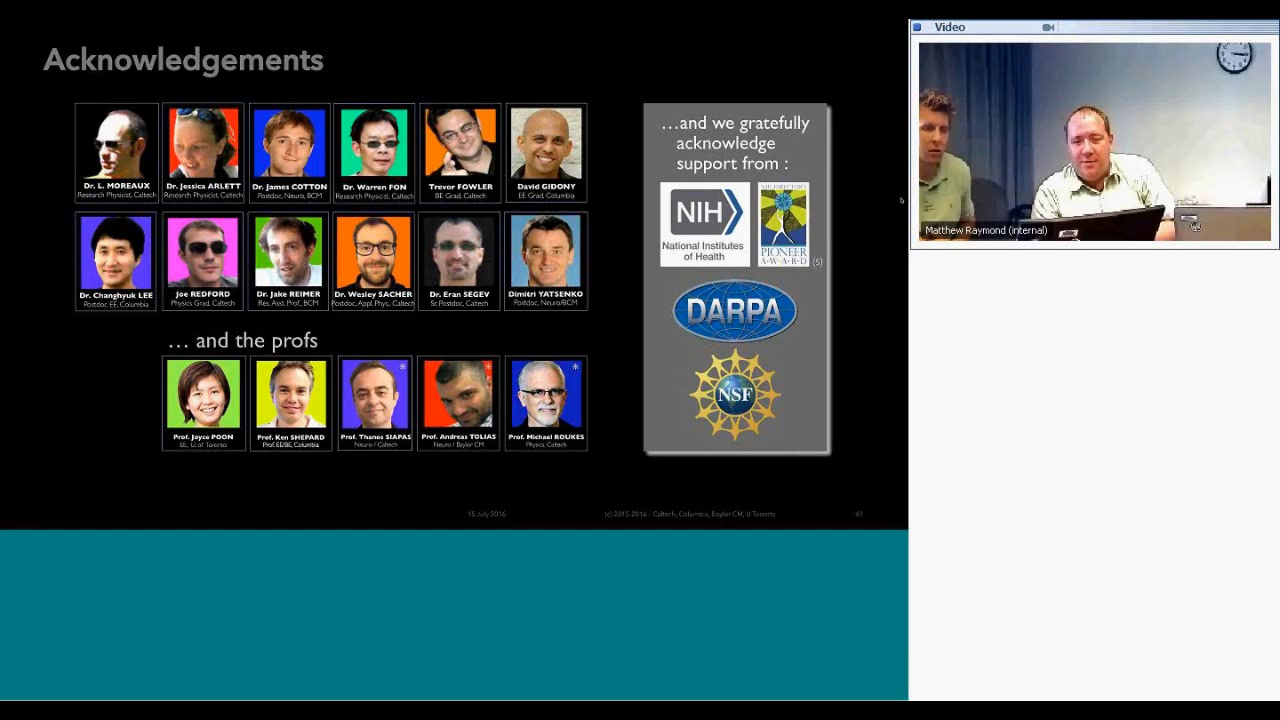 Acknowledgements
Dr. L. MOREAUX
Research Physicist, Caltech
Dr. Jessica ARLETT
Research Physicist, Caltech
Dr. James COTTON
Postdoc, Neuro, BCM
Dr. Warren FON
Research Physicist, Caltech
Trevor FOWLER
BE Grad, Caltech
David GIDONY
EE Grad, Columbia
Dr. Changhyuk LEE
Postdoc EE, Columbia
Joe REDFORD
Physics Grad, Caltech
Dr. Jake REIMER
Res. Asst. Prof., BCM
Dr. Wesley SACHER
Postdoc, Appl. Phys., Caltech
Dr. Eran SEGEV
Sr. Postdoc, Caltech
Dimitri YATSENKO
Postdoc, Neuro/BCM
… and the profs
Prof. Joyce POON
EE, U. of Toronto
Prof. Ken SHEPARD
Prof. EE/BE, Columbia
*
Prof. Thanos SIAPAS
Neuro / Caltech
*
Prof. Andreas TOLIAS
Neuro / Baylor CM
*
Prof. Michael ROUKES
Physics Caltech
…and we gratefully
acknowledge
support from :
NIH
National Institutes
of Health
NIH DIRECTOR'S
PIONEER
A•W•A•R•D
(S)
DARPA
NSF
15 July 2016
(c) 2015-2016 - Caltech, Columbia, Baylor CM, U Toronto
61
Video
Matthew Raymond (internal)